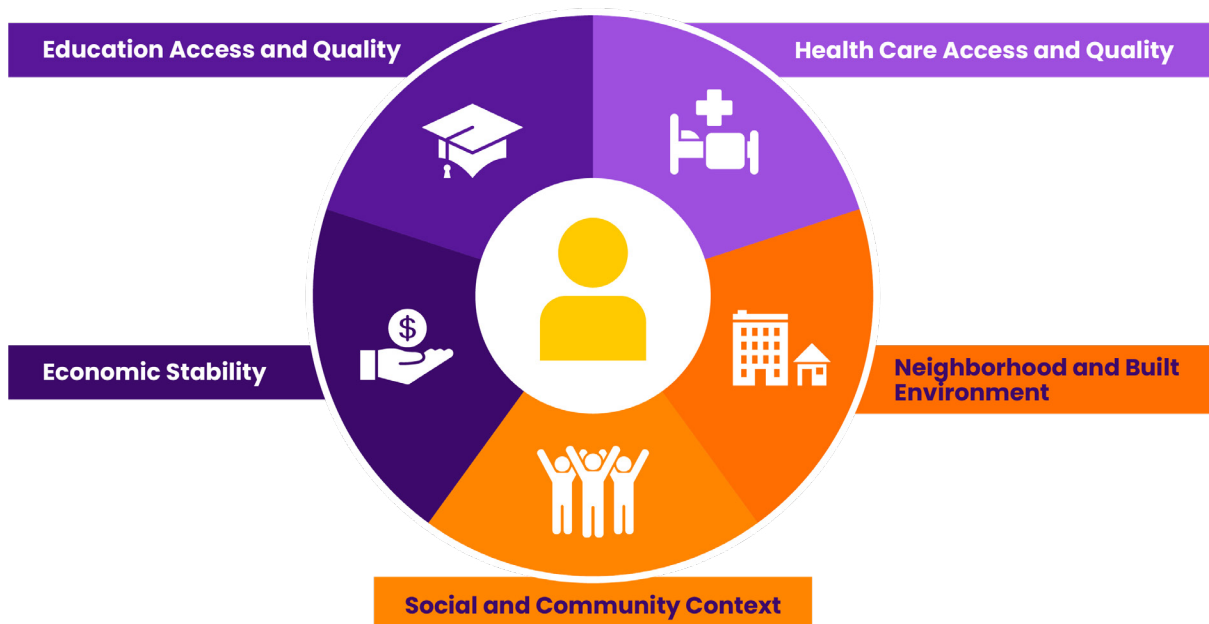 Education Access and Quality
Health Care Access and Quality
$
Economic Stability
Neighborhood and Built
Environment
Social and Community Context